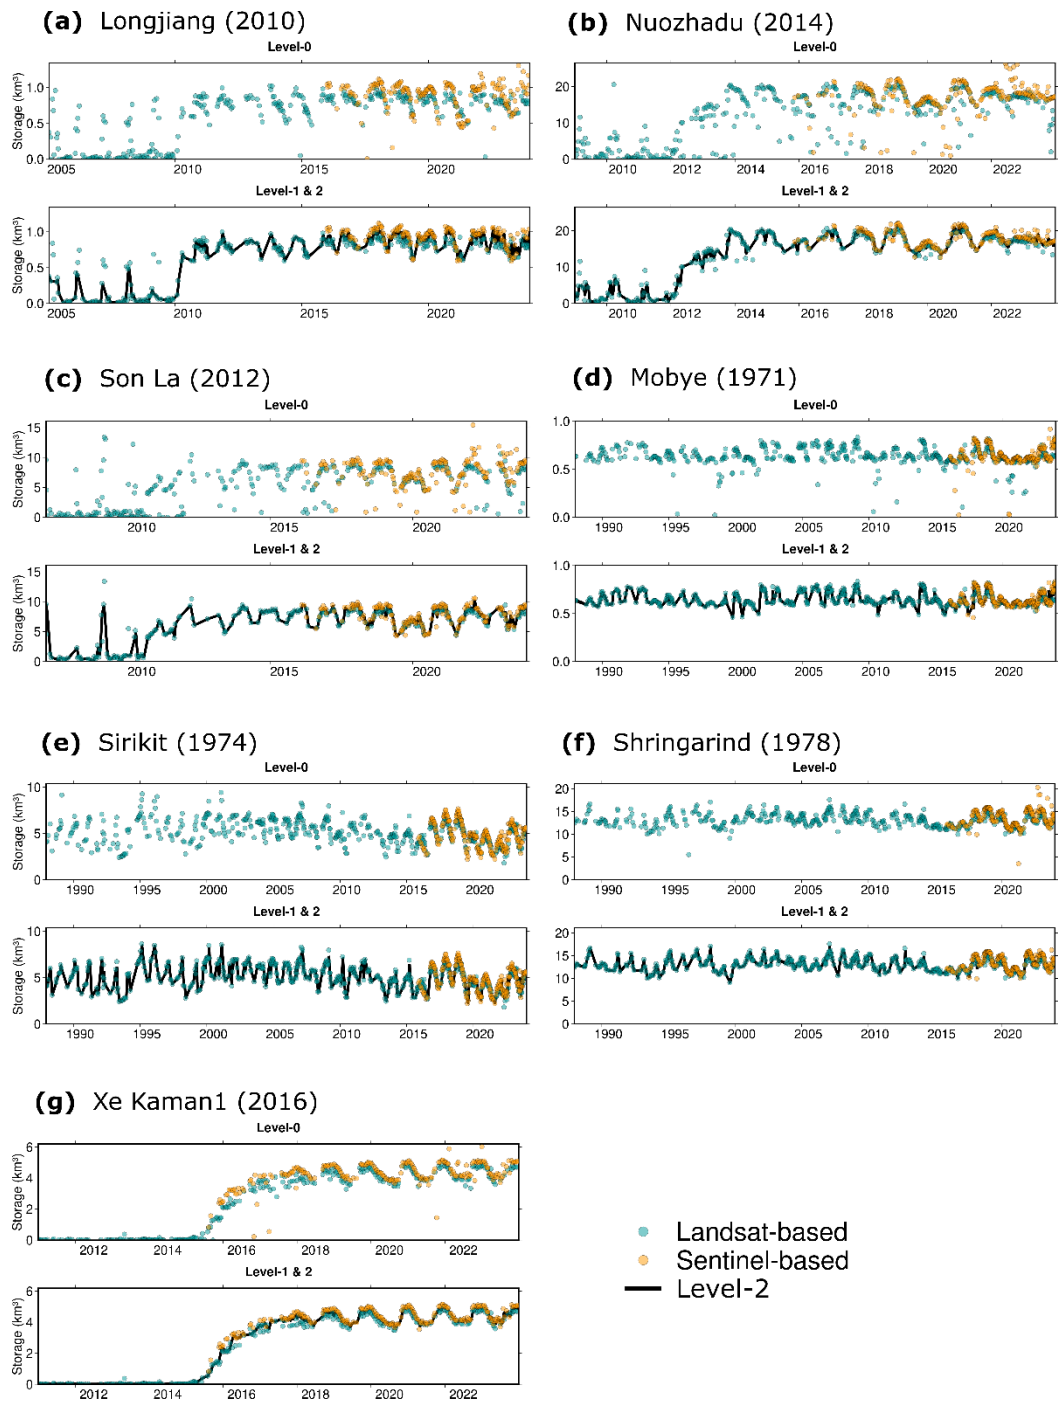 (a) Longjiang (2010)
Level-0
Storage (km³)
1.0
0.5
0.0
2005 2010 2015 2020
Level-1 & 2
Storage (km³)
1.0
0.5
0.0
2005 2010 2015 2020
(b) Nuozhadu (2014)
Level-0
20
10
0
2010 2012 2014 2016 2018 2020 2022
Level-1 & 2
20
10
0
2010 2012 2014 2016 2018 2020 2022
(c) Son La (2012)
Level-0
Storage (km³)
15
10
5
0
2010 2015 2020
Level-1 & 2
Storage (km³)
15
10
5
0
2010 2015 2020
(d) Mobye (1971)
Level-0
1.0
0.5
0.0
1990 1995 2000 2005 2010 2015 2020
Level-1 & 2
1.0
0.5
0.0
1990 1995 2000 2005 2010 2015 2020
(e) Sirikit (1974)
Level-0
Storage (km³)
10
5
0
1990 1995 2000 2005 2010 2015 2020
Level-1 & 2
Storage (km³)
10
5
0
1990 1995 2000 2005 2010 2015 2020
(f) Shringarind (1978)
Level-0
20
15
10
5
0
1990 1995 2000 2005 2010 2015 2020
Level-1 & 2
20
15
10
5
0
1990 1995 2000 2005 2010 2015 2020
(g) Xe Kaman1 (2016)
Level-0
Storage (km³)
6
4
2
0
2012 2014 2016 2018 2020 2022
Level-1 & 2
Storage (km³)
6
4
2
0
2012 2014 2016 2018 2020 2022
Landsat-based
Sentinel-based
Level-2